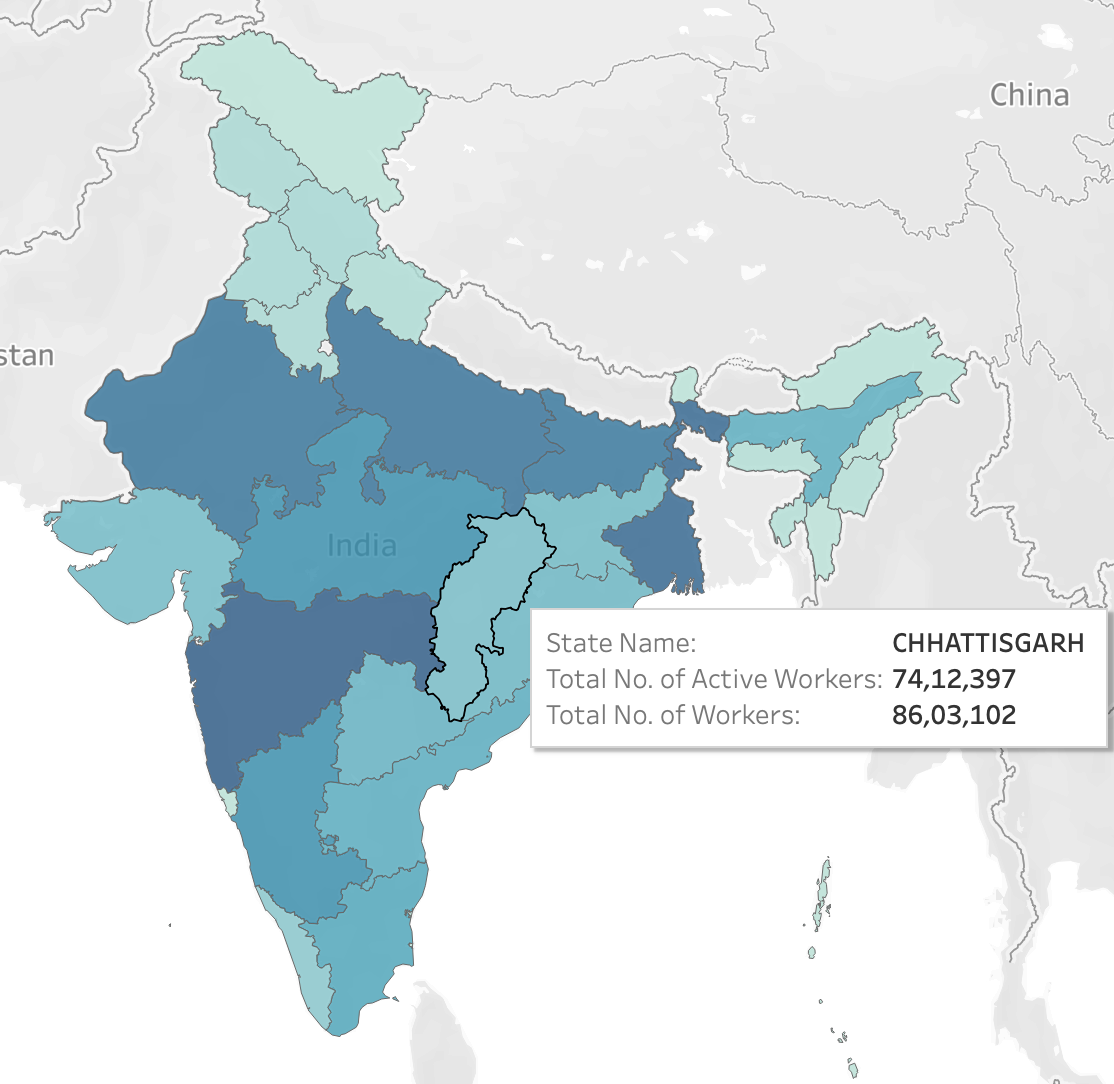 China
stan
India
State Name: CHHATTISGARH
Total No. of Active Workers: 74,12,397
Total No. of Workers: 86,03,102